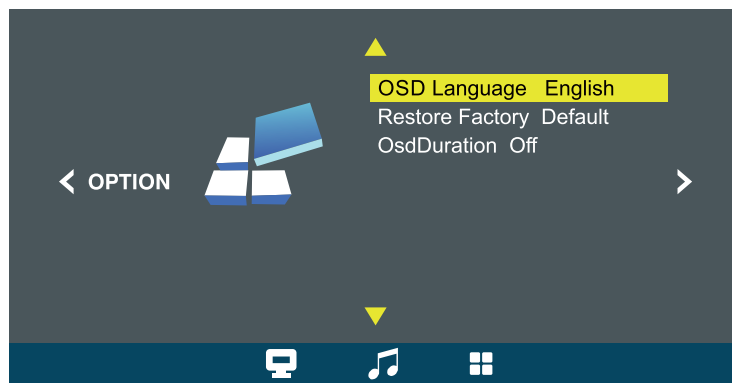 OPTION
OSD Language English
Restore Factory Default
OsdDuration Off